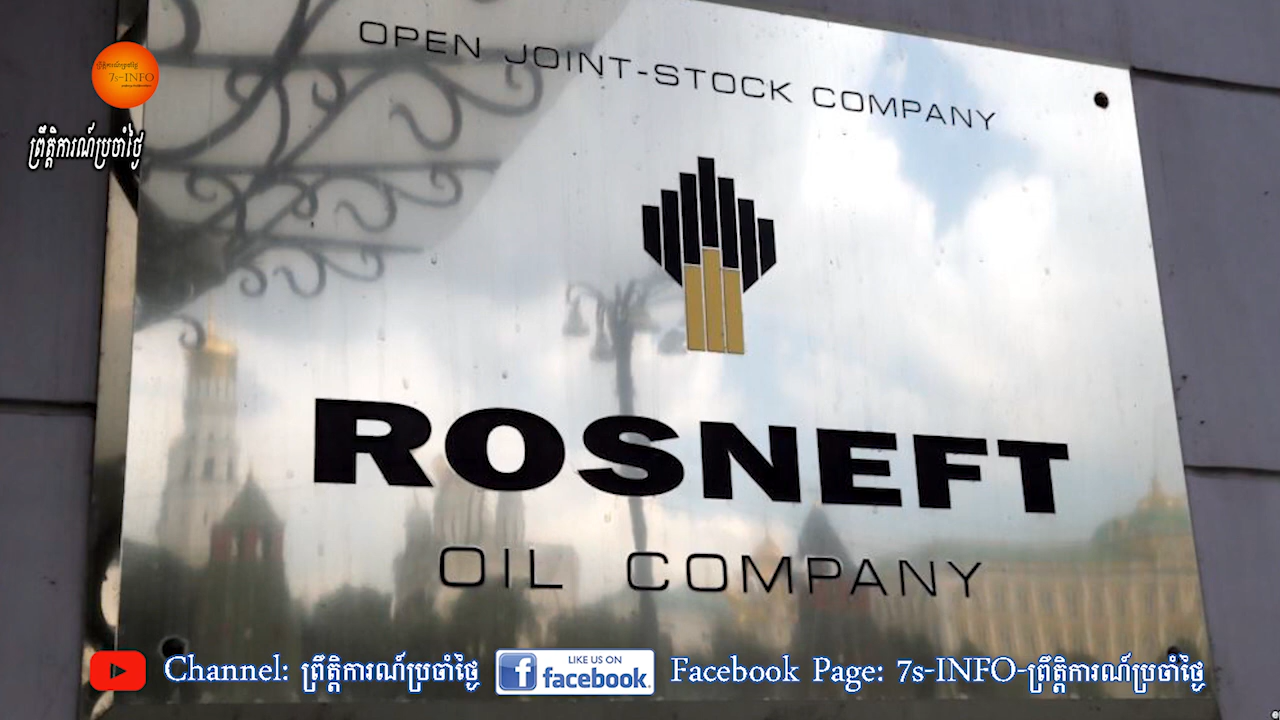 OPEN JOINT-STOCK COMPANY
ព្រឹត្តិការណ៍ប្រចាំថ្ងៃ
7s-INFO
ព្រឹត្តិការណ៍ប្រចាំថ្ងៃ
ROSNEFT
OIL COMPANY
Channel: ព្រឹត្តិការណ៍ប្រចាំថ្ងៃ
LIKE US ON
facebook
Facebook Page: 7s-INFO-ព្រឹត្តិការណ៍ប្រចាំថ្ងៃ